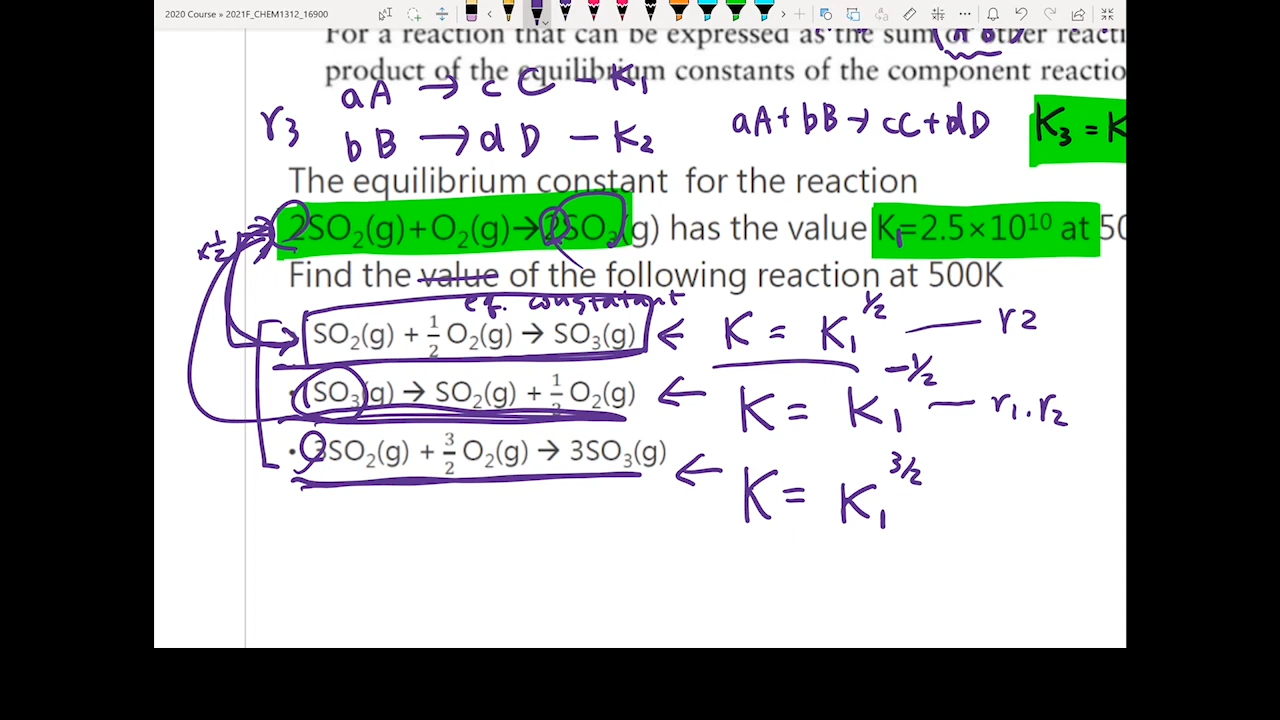 2020 Course » 2021F_CHEM1312_16900
For a reaction that can be expressed as the sum of other reacti
product of the equilibrium constants of the component reactio
r3
aA → cC – K1
bB → dD – K2
aA + bB → cC + dD
K3 = K
The equilibrium constant for the reaction
2SO₂(g)+O₂(g)→2SO₃(g) has the value K₁=2.5×10¹⁰ at 50
x½
Find the value of the following reaction at 500K
eq. constatant
SO₂(g) + ½ O₂(g) → SO₃(g) ← K = K₁^1/2 — r2
• SO₃(g) → SO₂(g) + ½ O₂(g) ← K = K₁^-1/2 — r1.r2
• 3SO₂(g) + 3/2 O₂(g) → 3SO₃(g) ← K = K₁^3/2